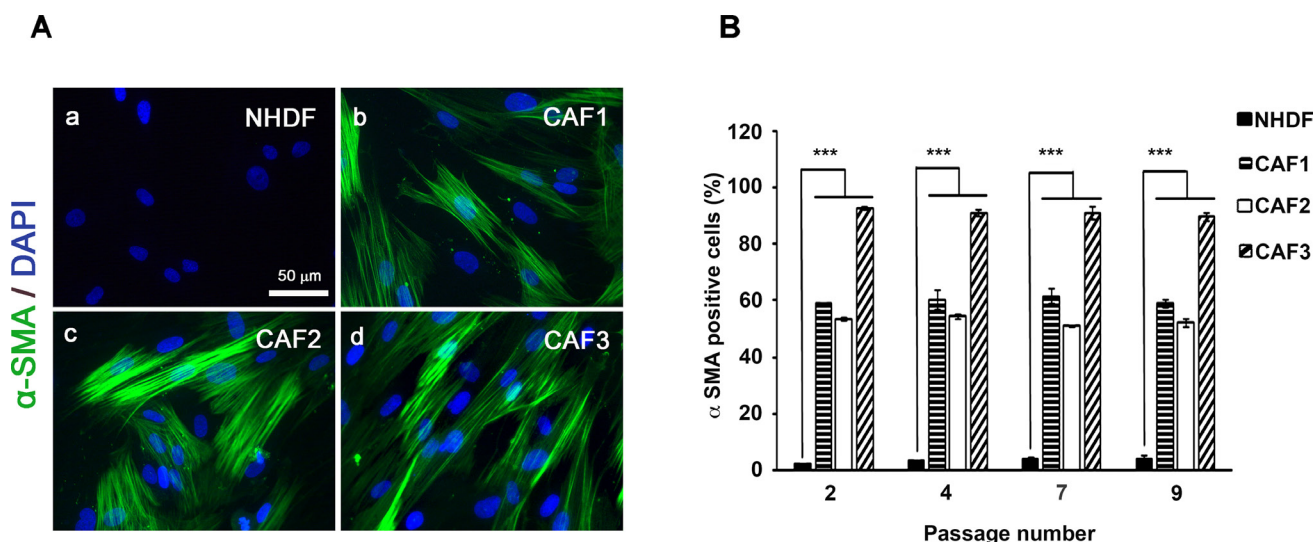 A
α-SMA / DAPI
a
NHDF
50 μm
b
CAF1
c
CAF2
d
CAF3
B
α SMA positive cells (%)
120
100
80
60
40
20
0
***
***
***
***
2
4
7
9
Passage number
NHDF
CAF1
CAF2
CAF3